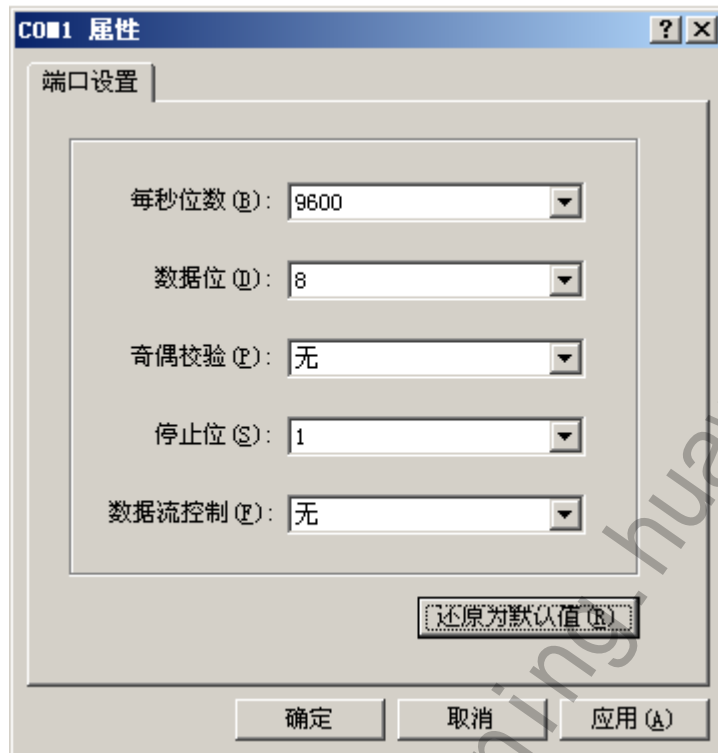 COM1 属性
端口设置
每秒位数(B): 9600
数据位(D): 8
奇偶校验(P): 无
停止位(S): 1
数据流控制(F): 无
还原为默认值(R)
确定 取消 应用(A)
ning.hua